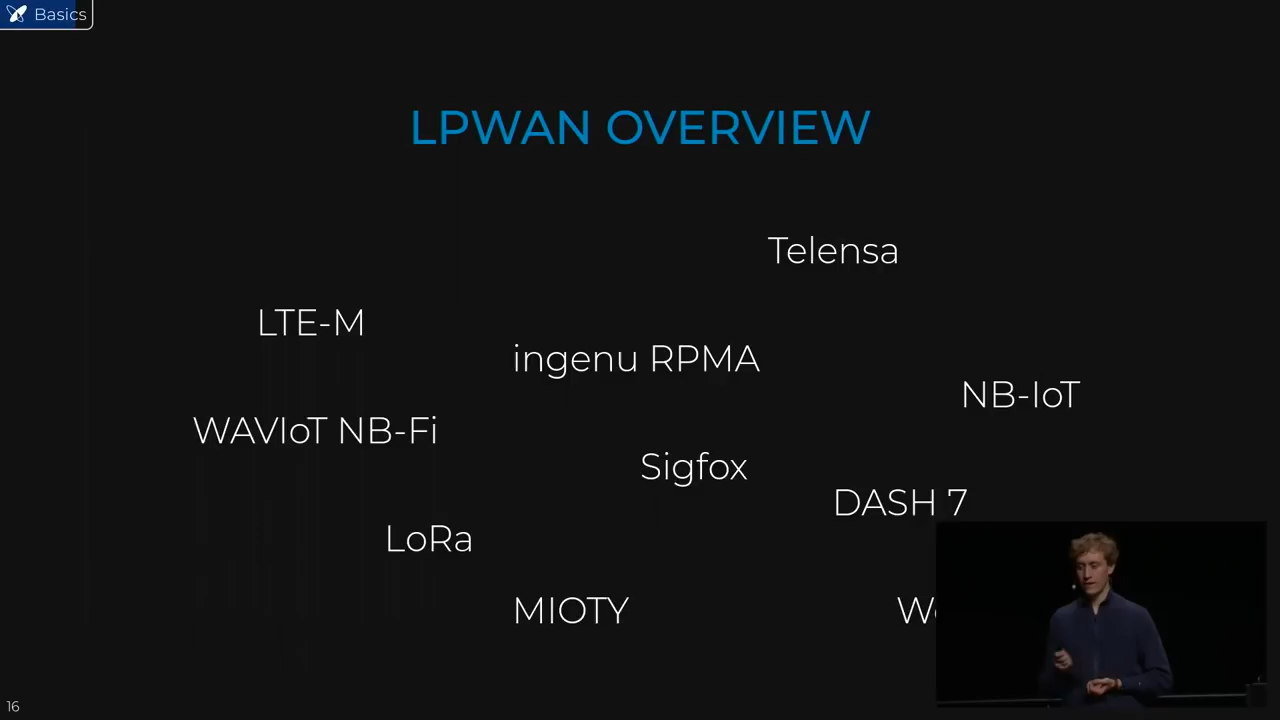 Basics
LPWAN OVERVIEW
Telensa
LTE-M
ingenu RPMA
NB-IoT
WAVIoT NB-Fi
Sigfox
DASH 7
LoRa
MIOTY
16